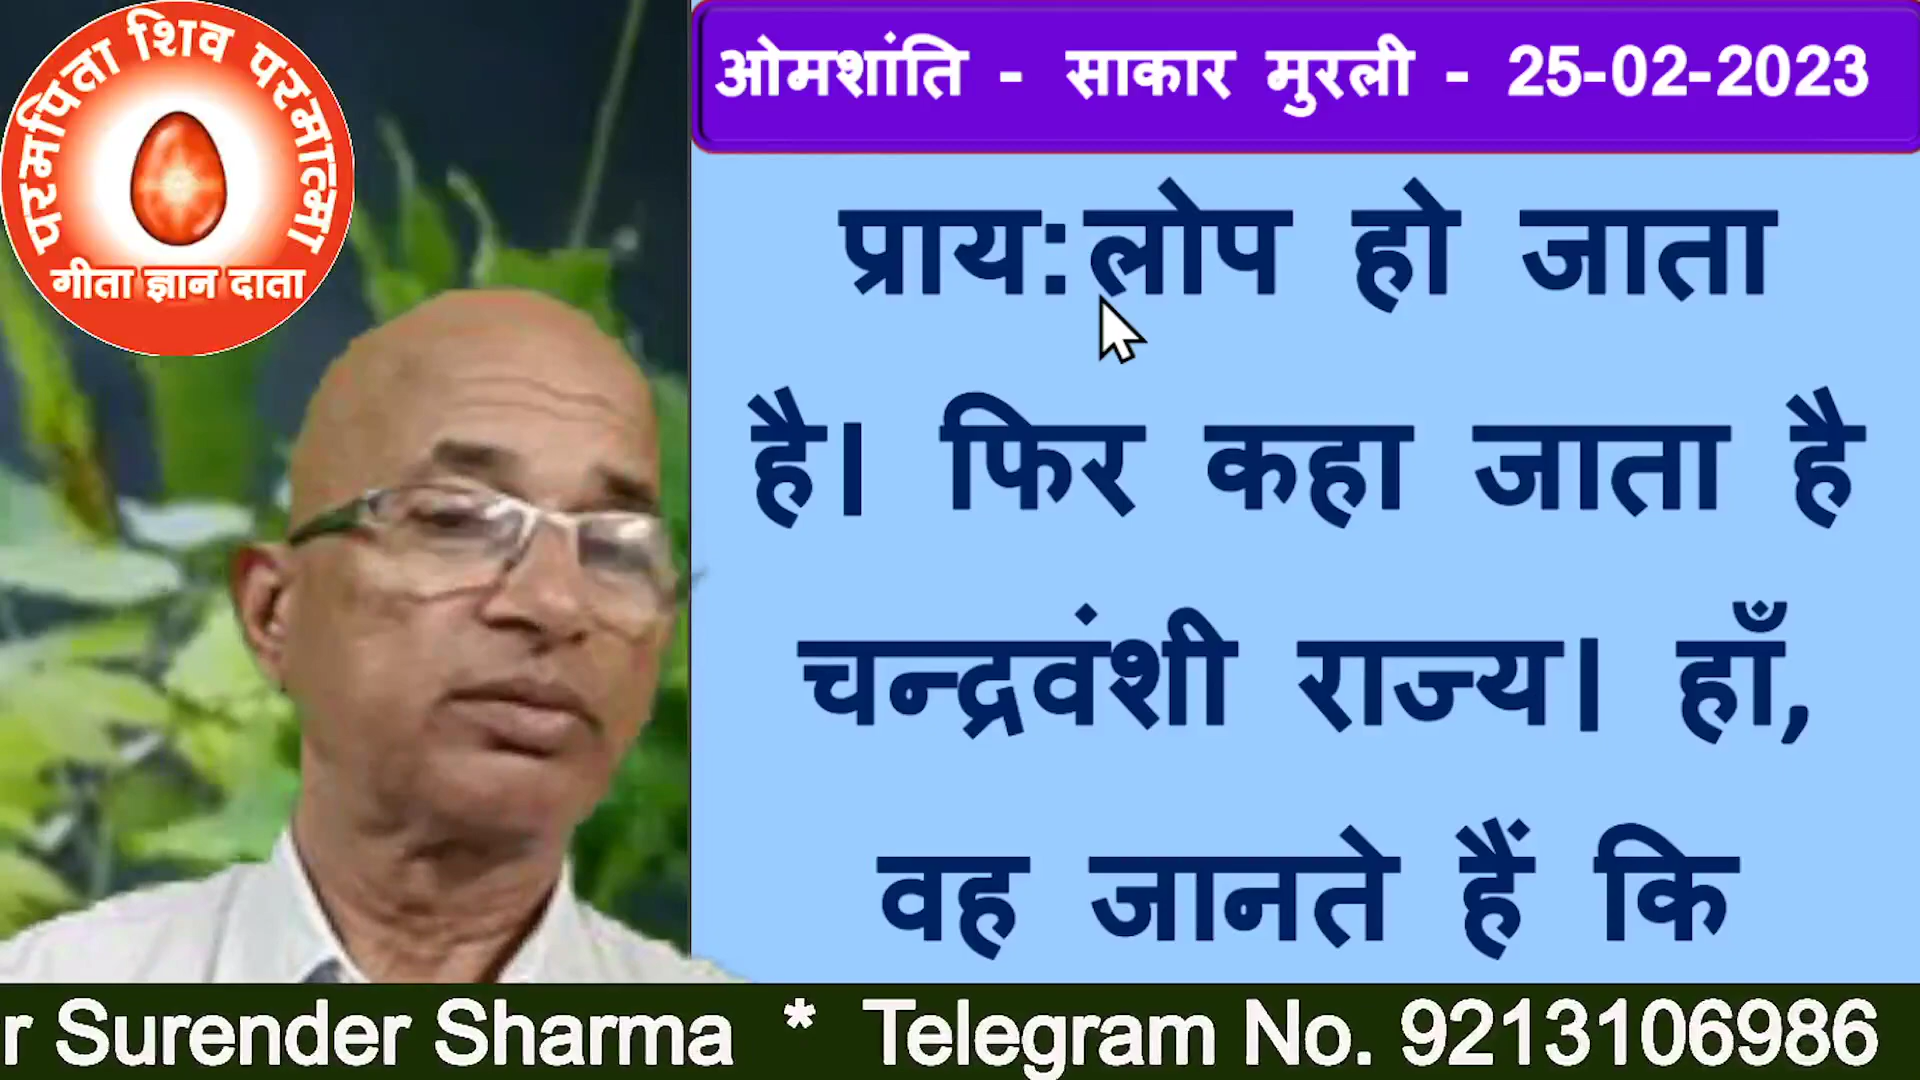 परमपिता शिव परमात्मा
गीता ज्ञान दाता
ओमशांति - साकार मुरली - 25-02-2023
प्राय:लोप हो जाता
है। फिर कहा जाता है
चन्द्रवंशी राज्य। हाँ,
वह जानते हैं कि
r Surender Sharma * Telegram No. 9213106986